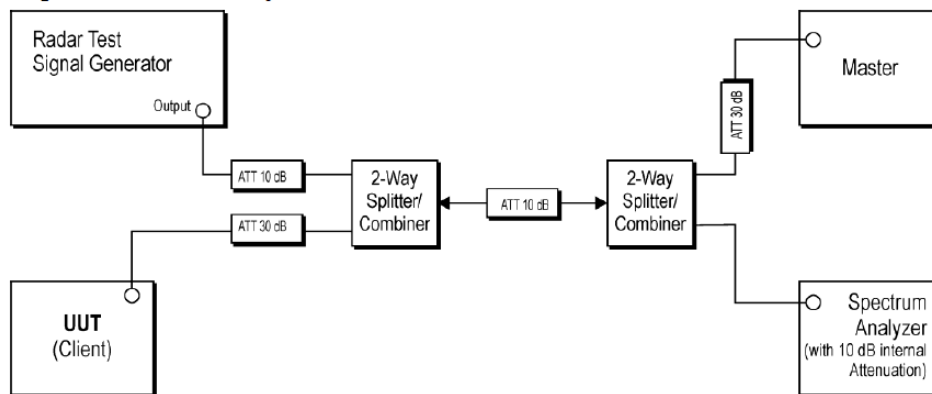 Radar Test
Signal Generator
Output
ATT 10 dB
ATT 30 dB
2-Way
Splitter/
Combiner
ATT 10 dB
2-Way
Splitter/
Combiner
ATT 30 dB
Master
UUT
(Client)
Spectrum
Analyzer
(with 10 dB internal
Attenuation)